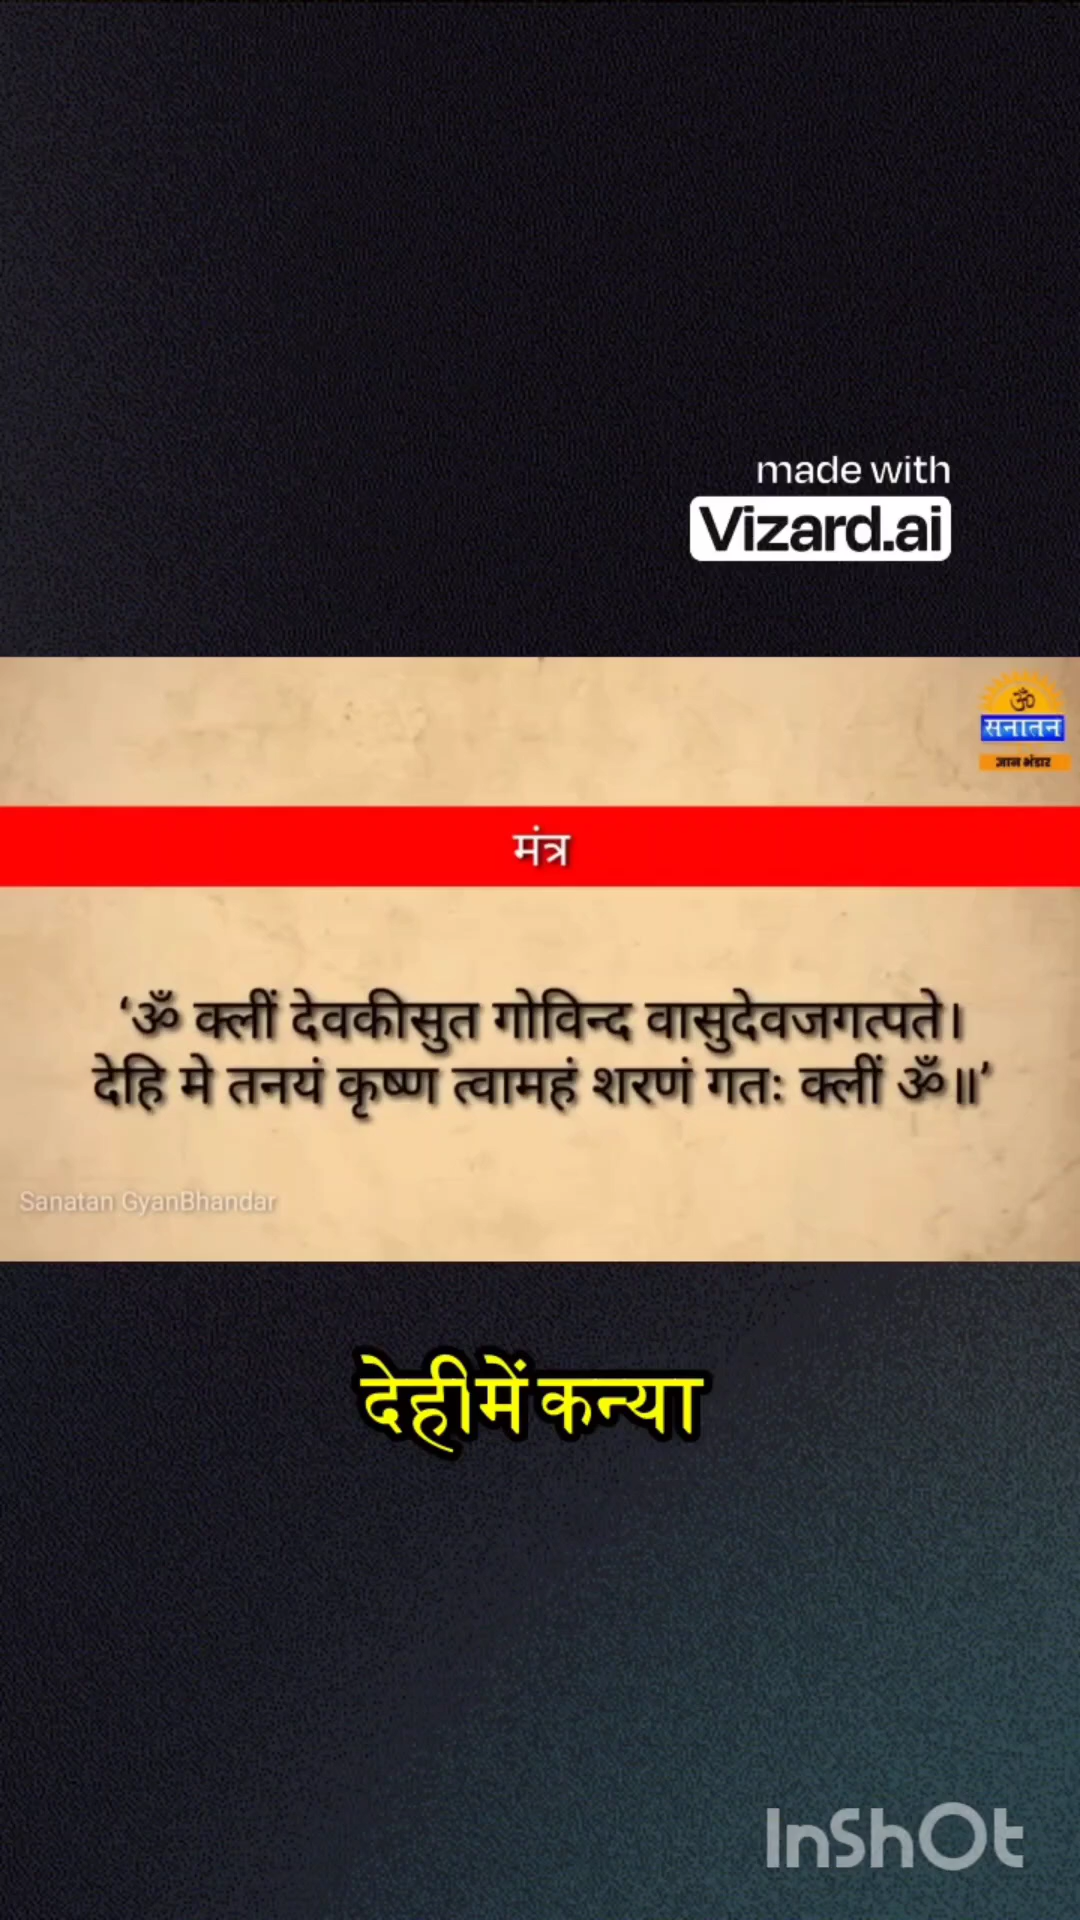 made with
Vizard.ai
ॐ
सनातन
ज्ञान भंडार
मंत्र
‘ॐ क्लीं देवकीसुत गोविन्द वासुदेवजगत्पते।
देहि मे तनयं कृष्ण त्वामहं शरणं गतः क्लीं ॐ॥’
Sanatan GyanBhandar
देहीमें कन्या
InShOt